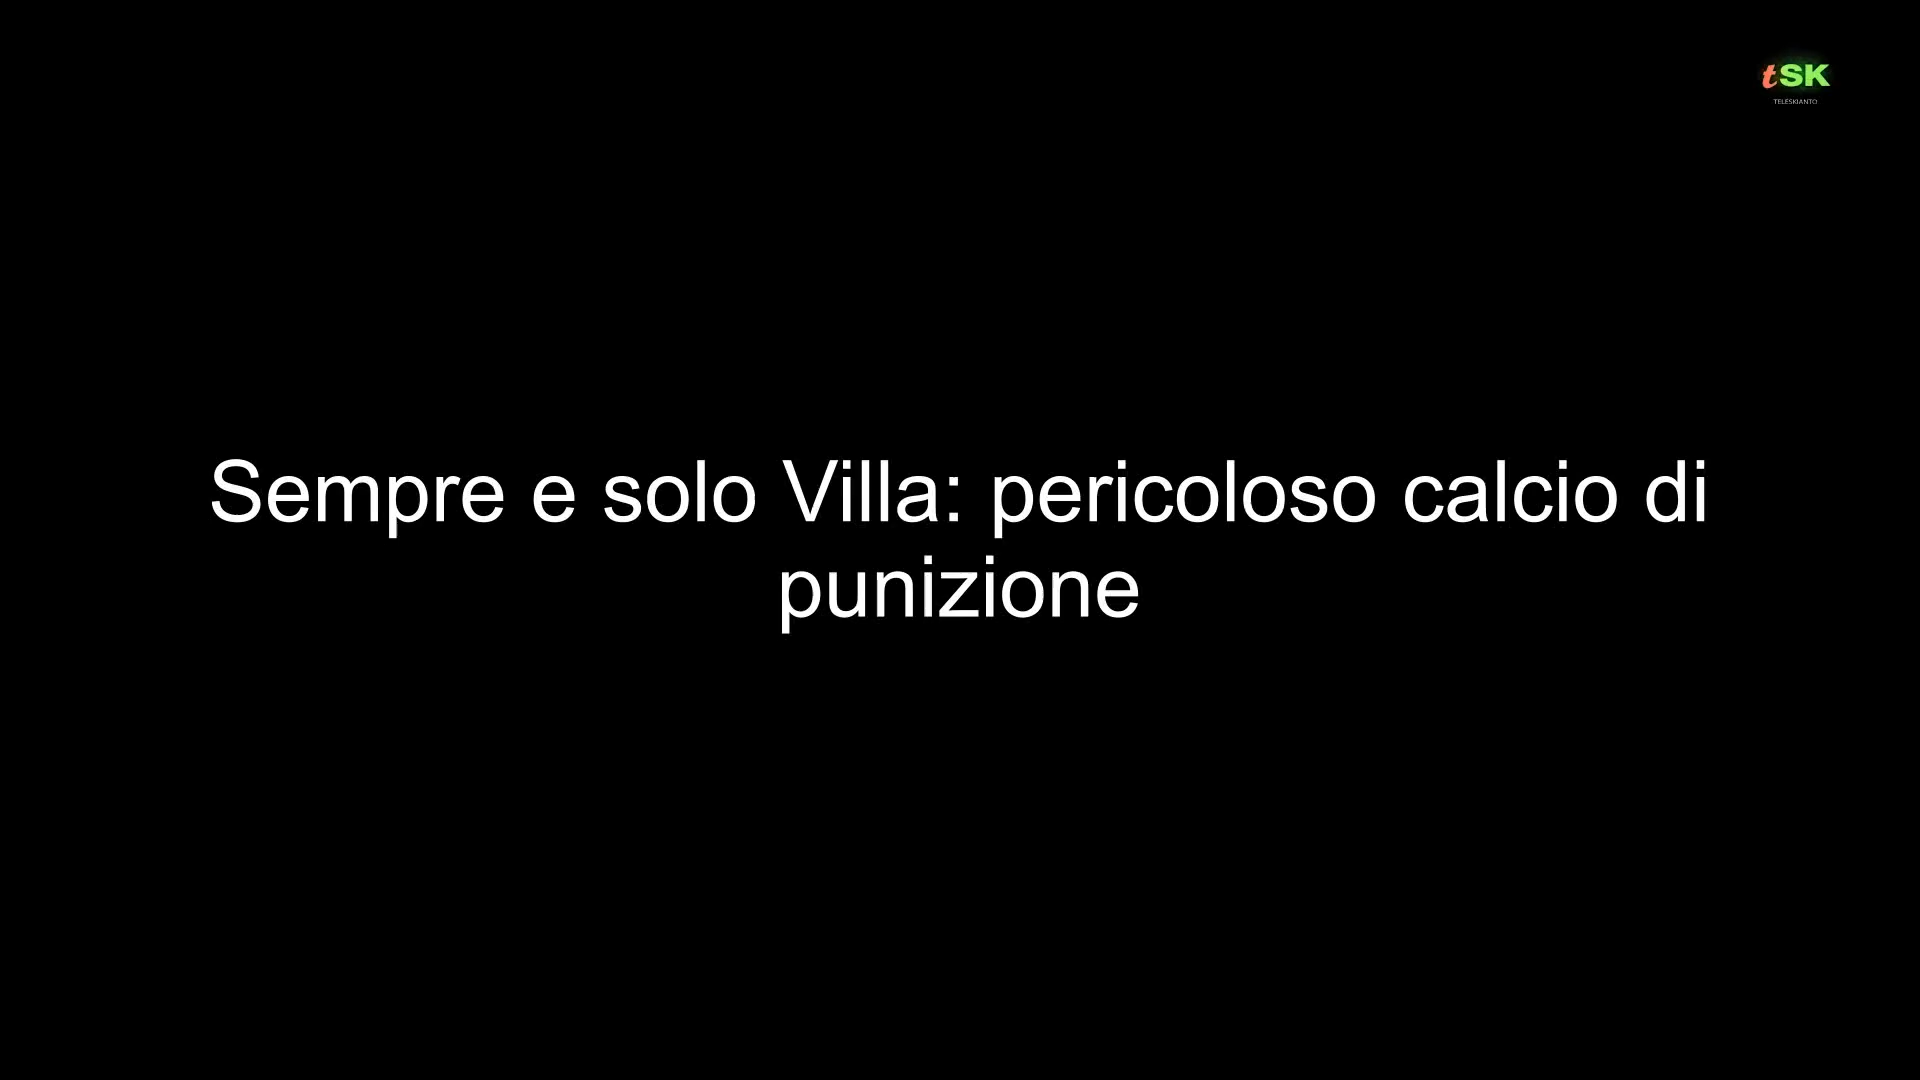 tSK
TELESKIANTO
Sempre e solo Villa: pericoloso calcio di
punizione